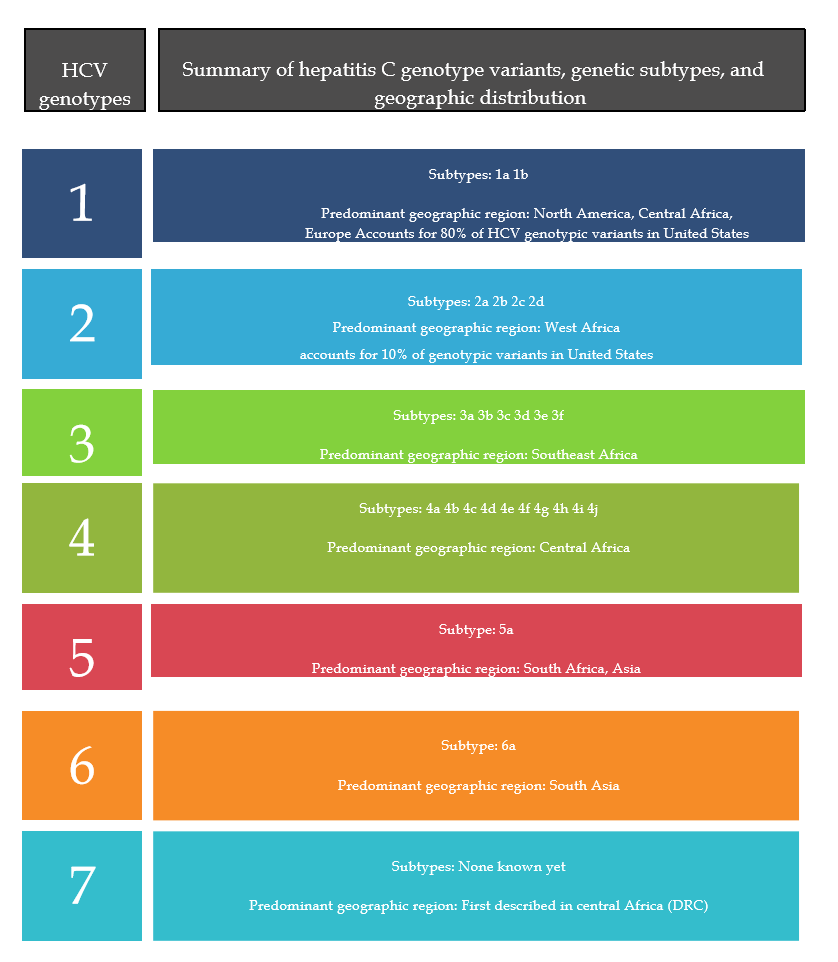 HCV
genotypes
Summary of hepatitis C genotype variants, genetic subtypes, and
geographic distribution
1
Subtypes: 1a 1b
Predominant geographic region: North America, Central Africa,
Europe Accounts for 80% of HCV genotypic variants in United States
2
Subtypes: 2a 2b 2c 2d
Predominant geographic region: West Africa
accounts for 10% of genotypic variants in United States
3
Subtypes: 3a 3b 3c 3d 3e 3f
Predominant geographic region: Southeast Africa
4
Subtypes: 4a 4b 4c 4d 4e 4f 4g 4h 4i 4j
Predominant geographic region: Central Africa
5
Subtype: 5a
Predominant geographic region: South Africa, Asia
6
Subtype: 6a
Predominant geographic region: South Asia
7
Subtypes: None known yet
Predominant geographic region: First described in central Africa (DRC)